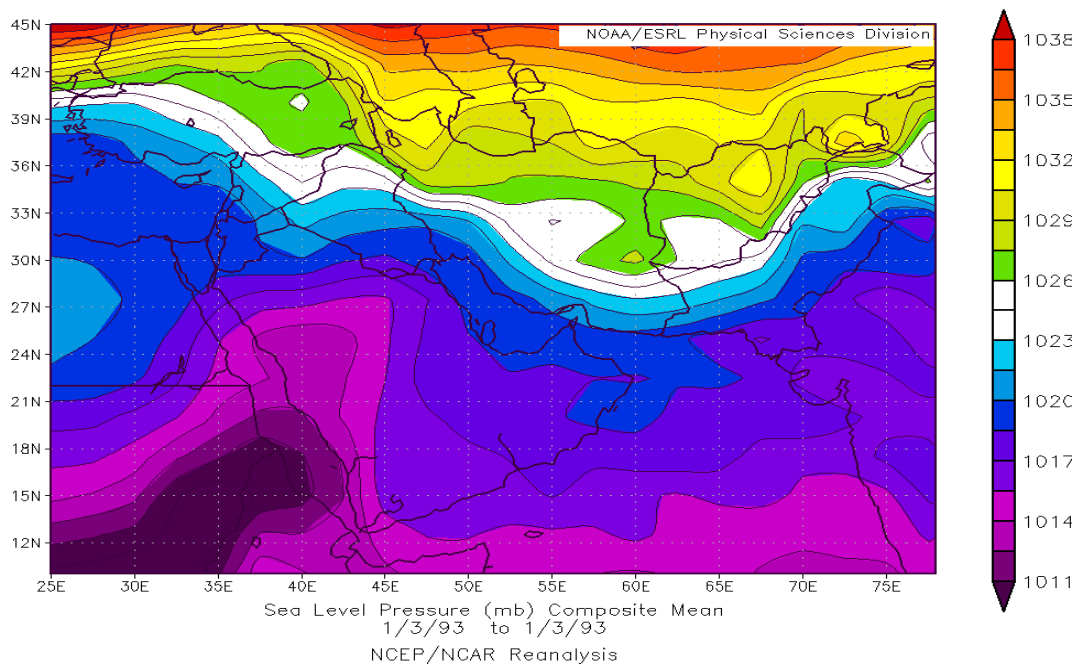 NOAA/ESRL Physical Sciences Division
45N
42N
39N
36N
33N
30N
27N
24N
21N
18N
15N
12N
25E 30E 35E 40E 45E 50E 55E 60E 65E 70E 75E
1038
1035
1032
1029
1026
1023
1020
1017
1014
1011
Sea Level Pressure (mb) Composite Mean
1/3/93 to 1/3/93
NCEP/NCAR Reanalysis